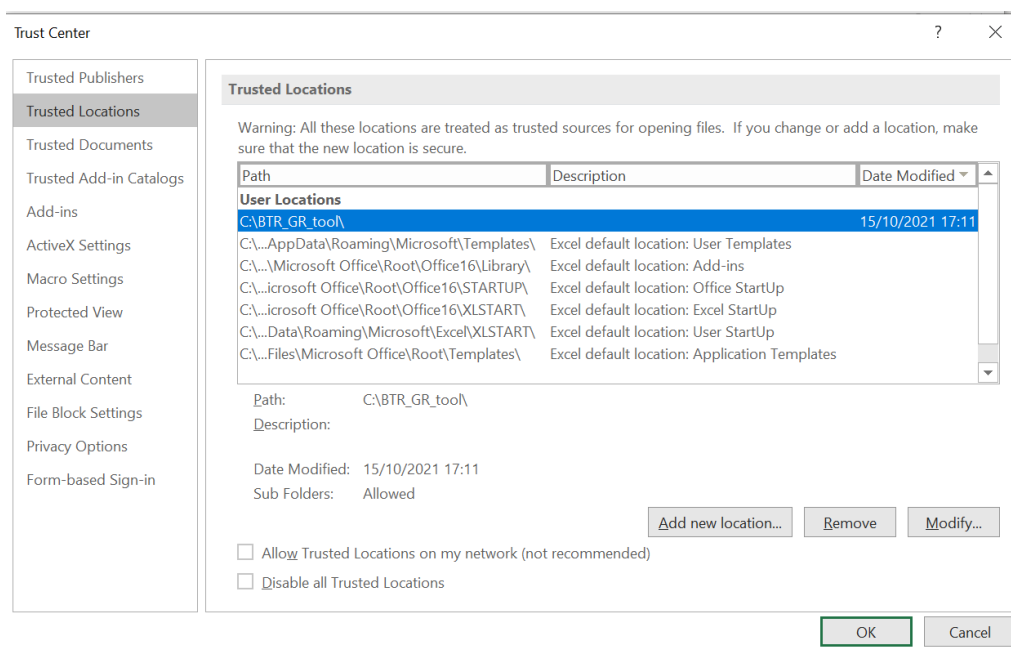 Trust Center
?
Trusted Publishers
Trusted Locations
Trusted Documents
Trusted Add-in Catalogs
Add-ins
ActiveX Settings
Macro Settings
Protected View
Message Bar
External Content
File Block Settings
Privacy Options
Form-based Sign-in
Trusted Locations
Warning: All these locations are treated as trusted sources for opening files. If you change or add a location, make
sure that the new location is secure.
Path Description Date Modified
User Locations
C:\BTR_GR_tool\ 15/10/2021 17:11
C:\...AppData\Roaming\Microsoft\Templates\ Excel default location: User Templates
C:\...\Microsoft Office\Root\Office16\Library\ Excel default location: Add-ins
C:\...icrosoft Office\Root\Office16\STARTUP\ Excel default location: Office StartUp
C:\...icrosoft Office\Root\Office16\XLSTART\ Excel default location: Excel StartUp
C:\...Data\Roaming\Microsoft\Excel\XLSTART\ Excel default location: User StartUp
C:\...Files\Microsoft Office\Root\Templates\ Excel default location: Application Templates
Path: C:\BTR_GR_tool\
Description:
Date Modified: 15/10/2021 17:11
Sub Folders: Allowed
Add new location... Remove Modify...
Allow Trusted Locations on my network (not recommended)
Disable all Trusted Locations
OK Cancel